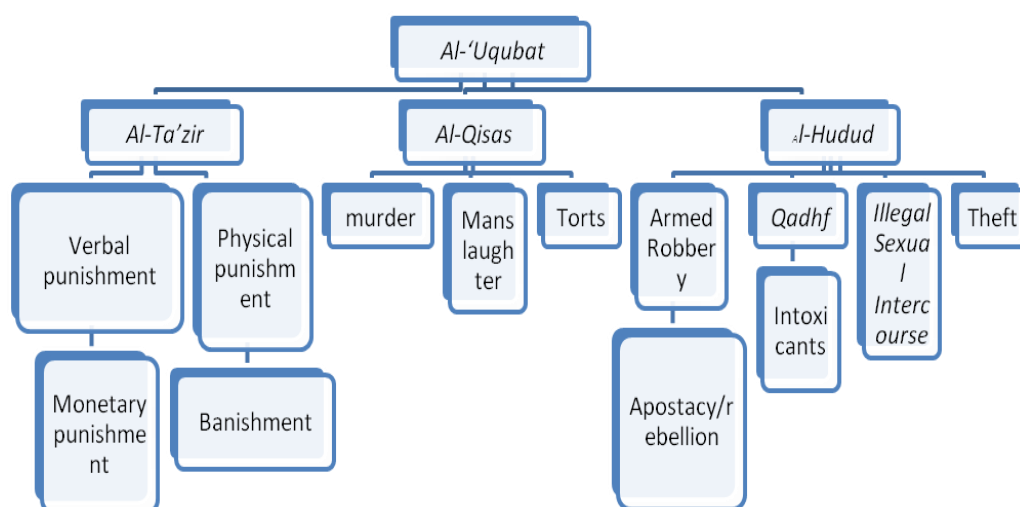 Al-‘Uqubat
Al-Ta’zir
Al-Qisas
Al-Hudud
Verbal
punishment
Physical
punishm
ent
murder
Mans
laugh
ter
Torts
Armed
Robber
y
Qadhf
Illegal
Sexua
l
Interc
ourse
Theft
Monetary
punishme
nt
Banishment
Apostacy/r
ebellion
Intoxi
cants